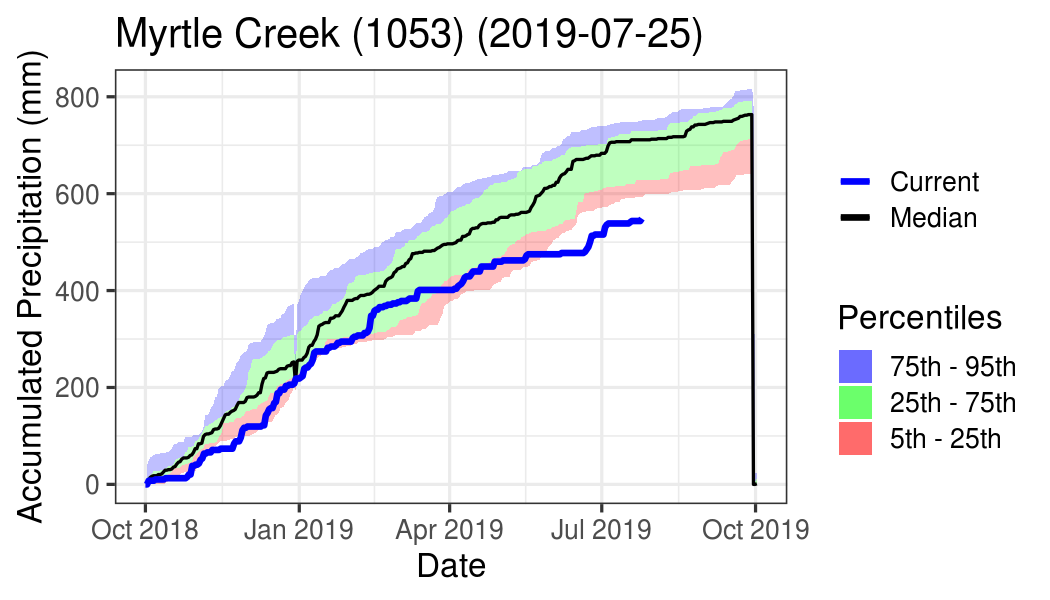 Myrtle Creek (1053) (2019-07-25)
Accumulated Precipitation (mm)
800
600
400
200
0
Oct 2018
Jan 2019
Apr 2019
Jul 2019
Oct 2019
Date
Current
Median
Percentiles
75th - 95th
25th - 75th
5th - 25th